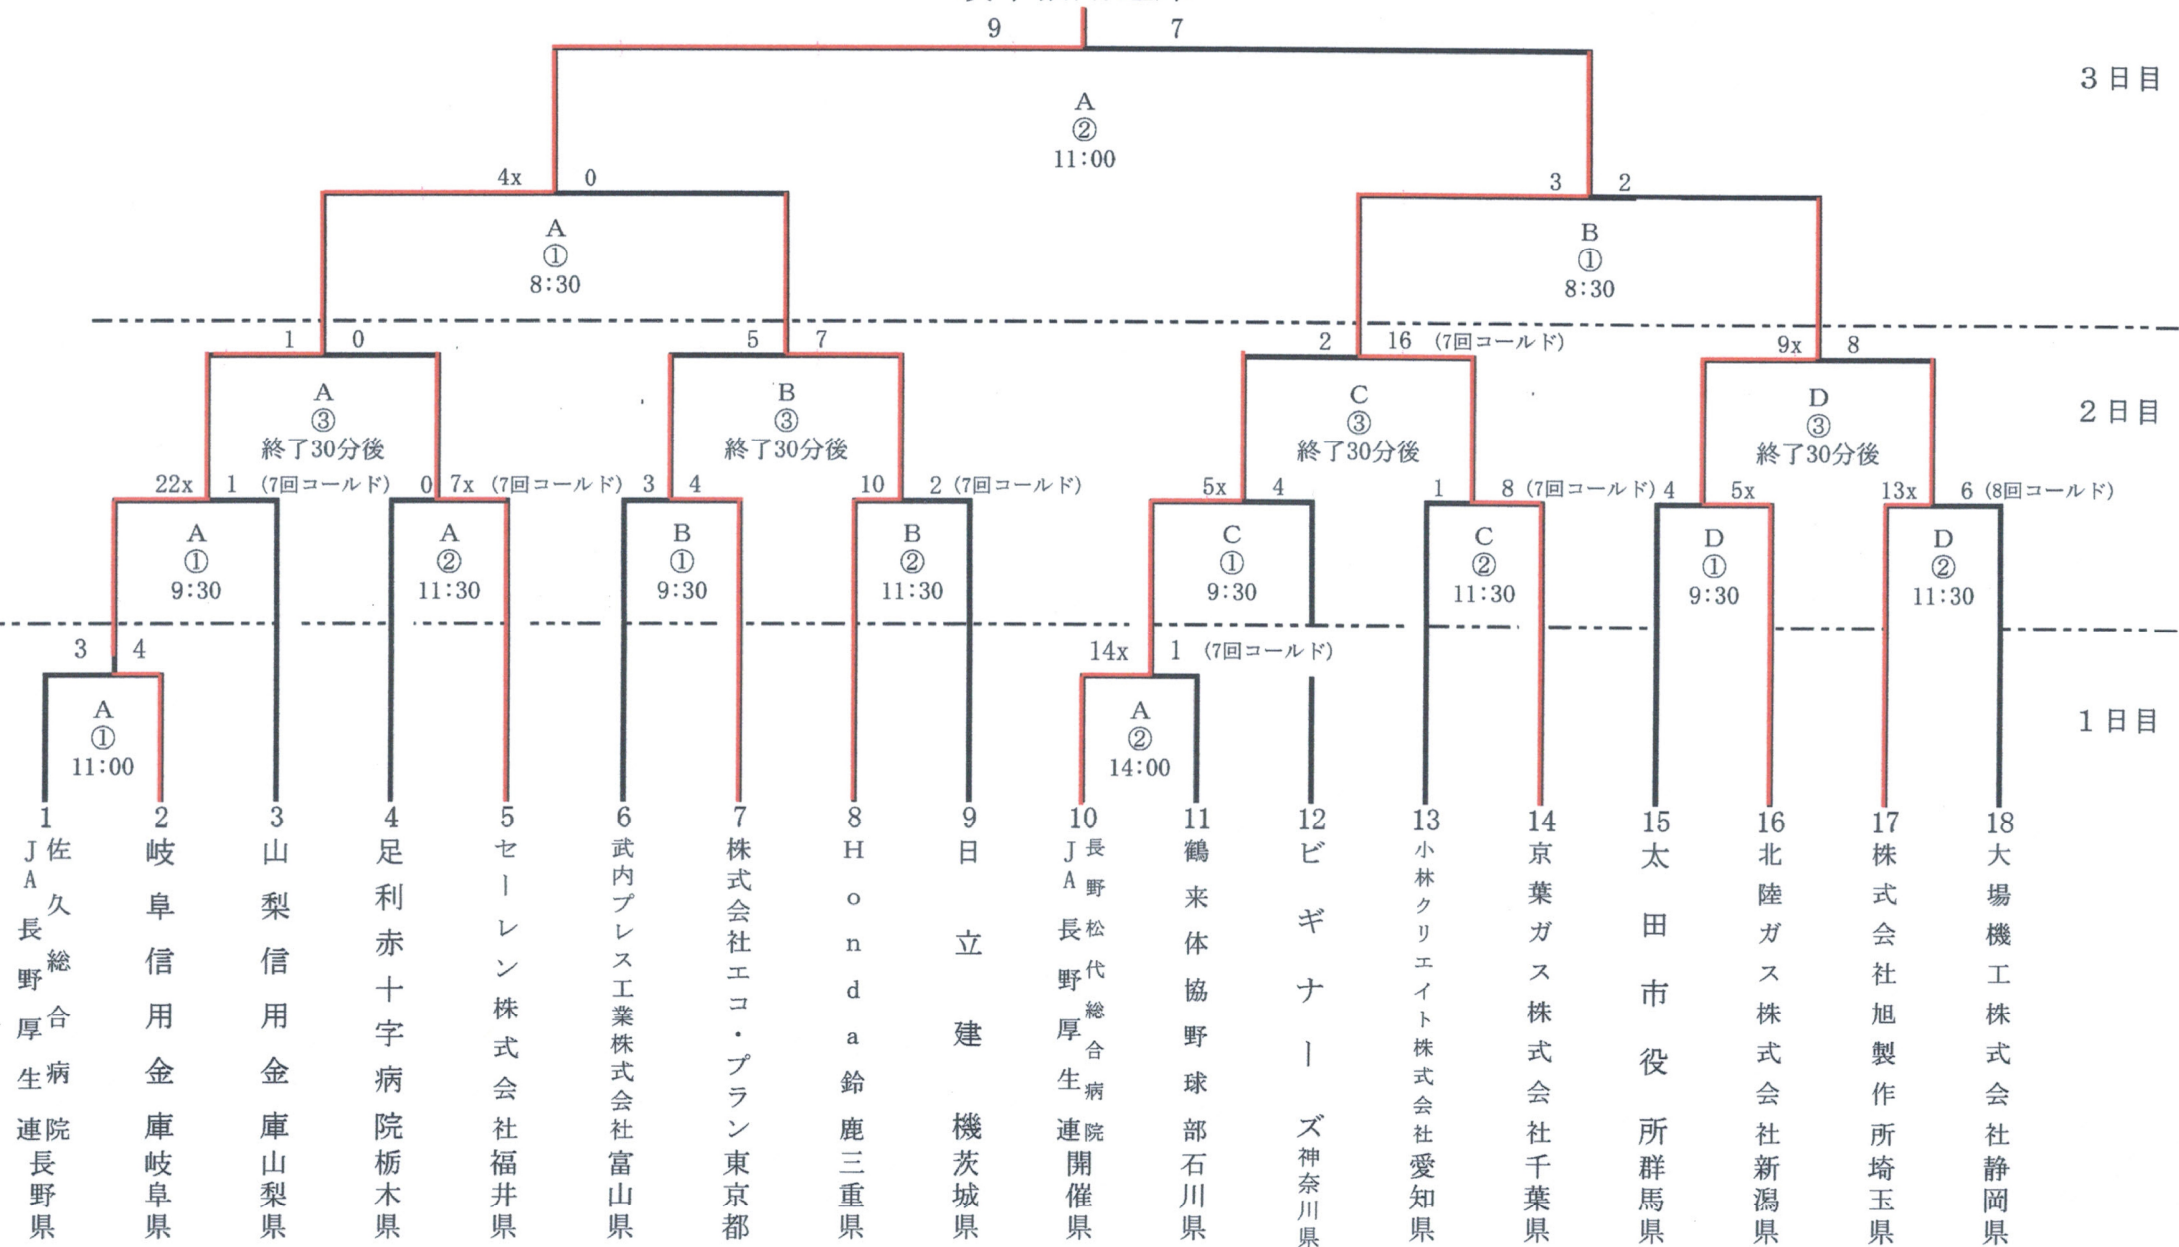 9 7
3日目
A
②
11:00
4x 0
3 2
A
①
8:30
B
①
8:30
1 0
5 7
2 16 (7回コールド)
9x 8
A
③
終了30分後
B
③
終了30分後
C
③
終了30分後
D
③
終了30分後
2日目
22x 1 (7回コールド)
0 7x (7回コールド)
3 4
10 2 (7回コールド)
5x 4
1 8 (7回コールド)
4 5x
13x 6 (8回コールド)
A
①
9:30
A
②
11:30
B
①
9:30
B
②
11:30
C
①
9:30
C
②
11:30
D
①
9:30
D
②
11:30
3 4
14x 1 (7回コールド)
A
①
11:00
A
②
14:00
1日目
1
JA長野厚生連
佐久総合病院
長野県
2
岐阜信用金庫
岐阜県
3
山梨信用金庫
山梨県
4
足利赤十字病院
栃木県
5
セーレン株式会社
福井県
6
武内プレス工業株式会社
富山県
7
株式会社エコ・プラン
東京都
8
Honda鈴鹿
三重県
9
日立建機
茨城県
10
JA長野厚生連
長野松代総合病院
開催県
11
鶴来体協野球部
石川県
12
ビギナーズ
神奈川県
13
小林クリエイト株式会社
愛知県
14
京葉ガス株式会社
千葉県
15
太田市役所
群馬県
16
北陸ガス株式会社
新潟県
17
株式会社旭製作所
埼玉県
18
大場機工株式会社
静岡県